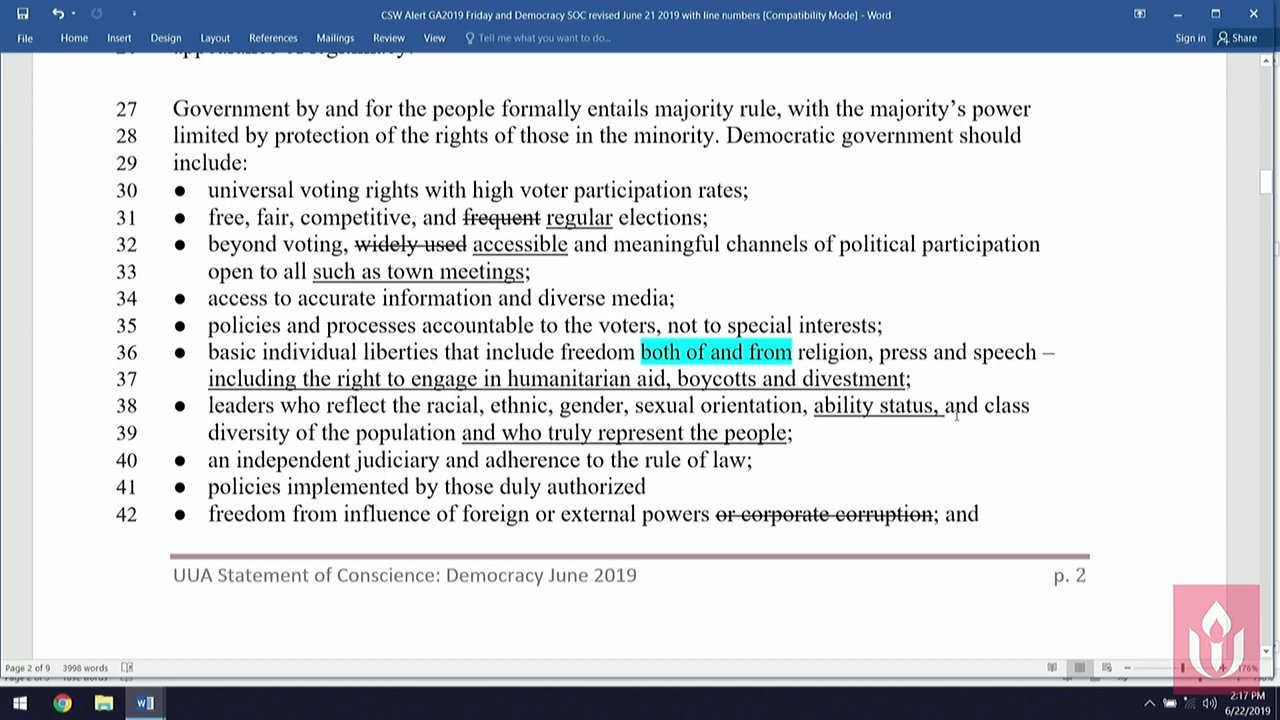 CSW Alert GA2019 Friday and Democracy SOC revised June 21 2019 with line numbers [Compatibility Mode] - Word
File Home Insert Design Layout References Mailings Review View Tell me what you want to do... Sign in Share
27 Government by and for the people formally entails majority rule, with the majority's power
28 limited by protection of the rights of those in the minority. Democratic government should
29 include:
30 ● universal voting rights with high voter participation rates;
31 ● free, fair, competitive, and frequent regular elections;
32 ● beyond voting, widely used accessible and meaningful channels of political participation
33 open to all such as town meetings;
34 ● access to accurate information and diverse media;
35 ● policies and processes accountable to the voters, not to special interests;
36 ● basic individual liberties that include freedom both of and from religion, press and speech –
37 including the right to engage in humanitarian aid, boycotts and divestment;
38 ● leaders who reflect the racial, ethnic, gender, sexual orientation, ability status, and class
39 diversity of the population and who truly represent the people;
40 ● an independent judiciary and adherence to the rule of law;
41 ● policies implemented by those duly authorized
42 ● freedom from influence of foreign or external powers or corporate corruption; and
UUA Statement of Conscience: Democracy June 2019 p. 2
Page 2 of 9 3998 words 176%
2:17 PM
6/22/2019